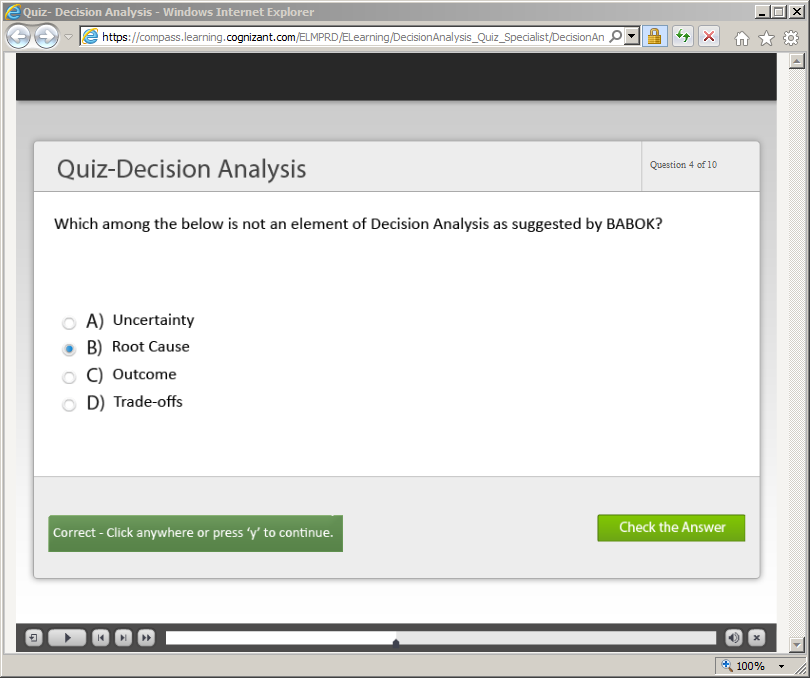 Quiz- Decision Analysis - Windows Internet Explorer
https://compass.learning.cognizant.com/ELMPRD/ELearning/DecisionAnalysis_Quiz_Specialist/DecisionAn
Quiz-Decision Analysis
Question 4 of 10
Which among the below is not an element of Decision Analysis as suggested by BABOK?
A) Uncertainty
B) Root Cause
C) Outcome
D) Trade-offs
Correct - Click anywhere or press ‘y’ to continue.
Check the Answer
100%